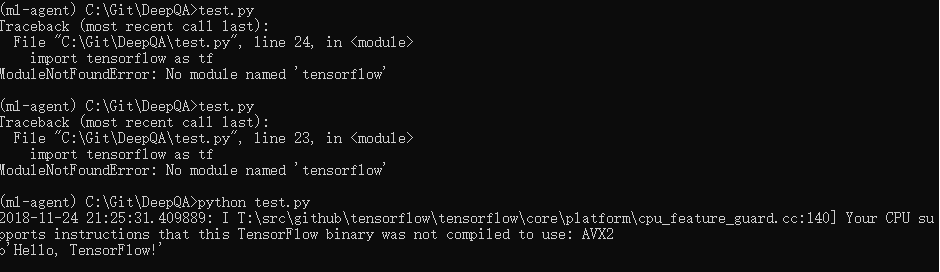 (ml-agent) C:\Git\DeepQA>test.py
Traceback (most recent call last):
  File "C:\Git\DeepQA\test.py", line 24, in <module>
    import tensorflow as tf
ModuleNotFoundError: No module named 'tensorflow'
(ml-agent) C:\Git\DeepQA>test.py
Traceback (most recent call last):
  File "C:\Git\DeepQA\test.py", line 23, in <module>
    import tensorflow as tf
ModuleNotFoundError: No module named 'tensorflow'
(ml-agent) C:\Git\DeepQA>python test.py
2018-11-24 21:25:31.409889: I T:\src\github\tensorflow\tensorflow\core\platform\cpu_feature_guard.cc:140] Your CPU su
pports instructions that this TensorFlow binary was not compiled to use: AVX2
b'Hello, TensorFlow!'